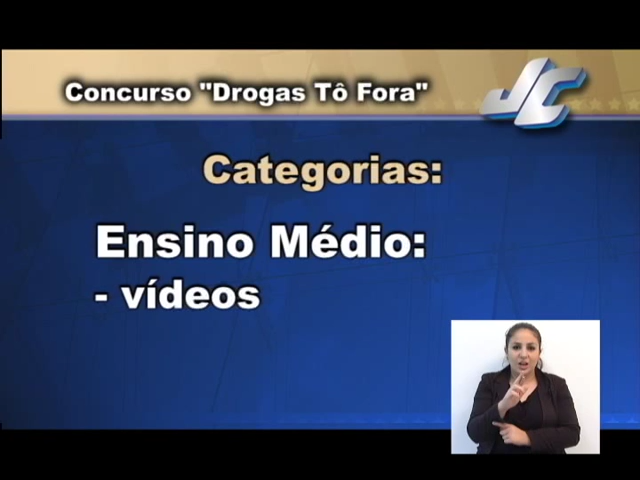 Concurso "Drogas Tô Fora"
JC
Categorias:
Ensino Médio:
- vídeos